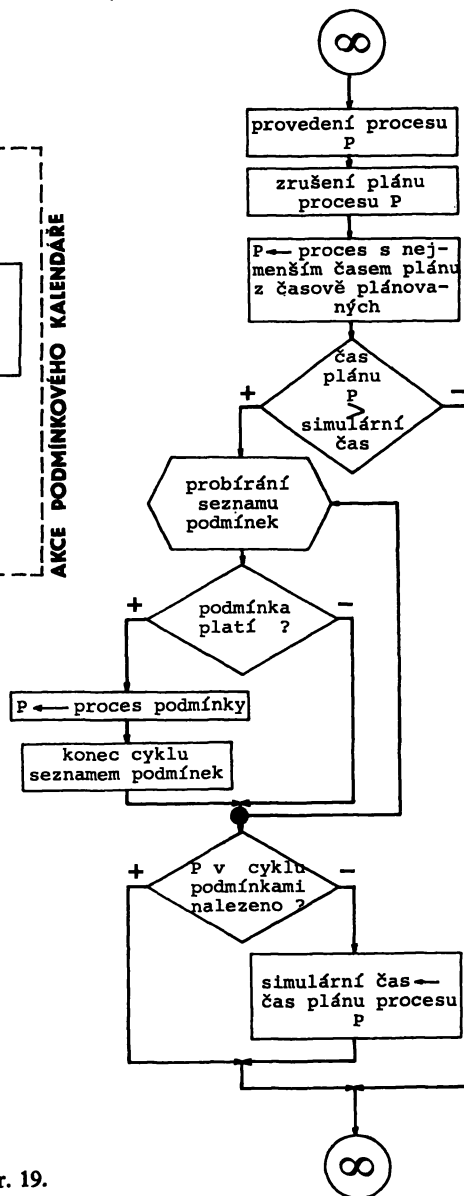 ∞
provedení procesu
P
zrušení plánu
procesu P
P ← proces s nej-
menším časem plánu
z časově plánova-
ných
čas
plánu
P
>
simulární
čas
+
−
AKCE PODMÍNKOVÉHO KALENDÁŘE
probírání
seznamu
podmínek
podmínka
platí ?
+
−
P ← proces podmínky
konec cyklu
seznamem podmínek
P v cyklu
podmínkami
nalezeno ?
+
−
simulární čas ←
čas plánu procesu
P
∞
r. 19.